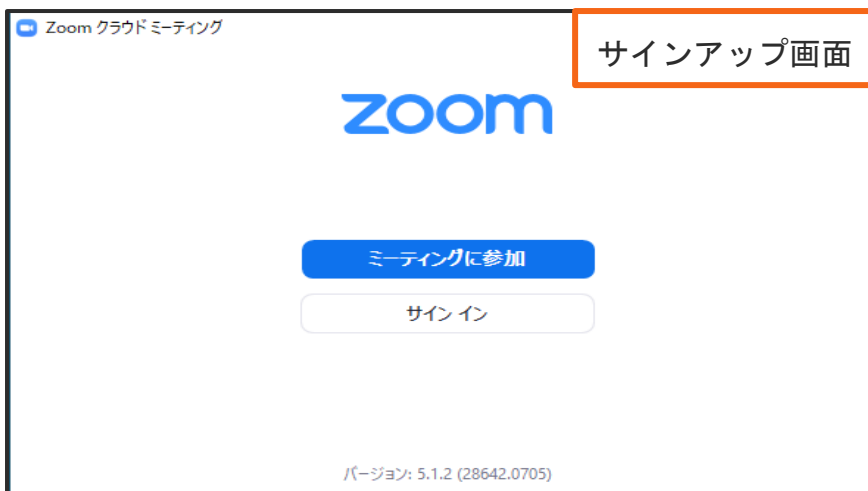 Zoom クラウド ミーティング
サインアップ画面
zoom
ミーティングに参加
サイン イン
バージョン: 5.1.2 (28642.0705)